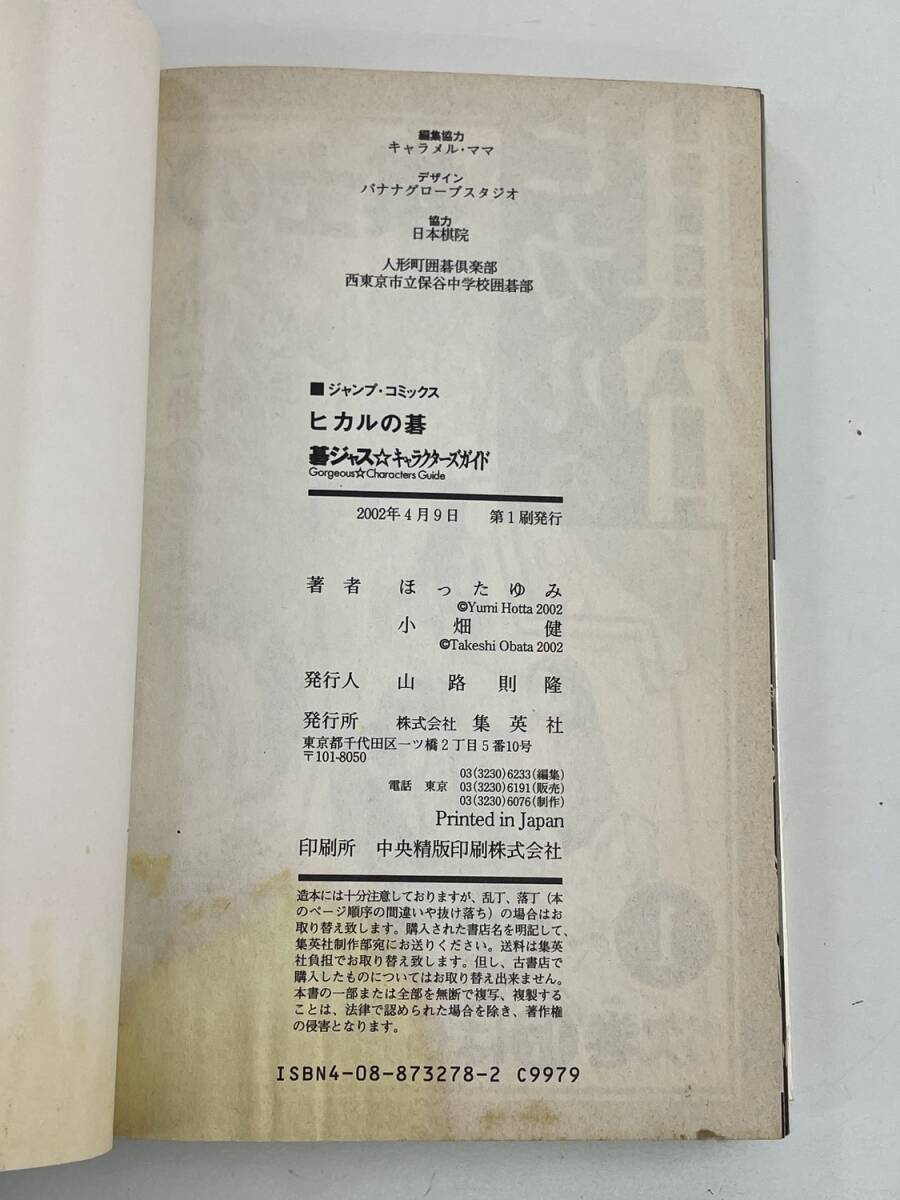 編集協力
キャラメル・ママ
デザイン
バナナグローブスタジオ
協力
日本棋院
人形町囲碁倶楽部
西東京市立保谷中学校囲碁部
■ジャンプ・コミックス
ヒカルの碁
碁ジャス☆キャラクターズガイド
Gorgeous☆Characters Guide
2002年4月9日 第1刷発行
著者 ほったゆみ
©Yumi Hotta 2002
小畑健
©Takeshi Obata 2002
発行人 山路則隆
発行所 株式会社 集英社
東京都千代田区一ツ橋2丁目5番10号
〒101-8050
03(3230)6233(編集)
電話 東京 03(3230)6191(販売)
03(3230)6076(制作)
Printed in Japan
印刷所 中央精版印刷株式会社
造本には十分注意しておりますが、乱丁、落丁(本
のページ順序の間違いや抜け落ち)の場合はお
取り替え致します。購入された書店名を明記して、
集英社制作部宛にお送りください。送料は集英
社負担でお取り替え致します。但し、古書店で
購入したものについてはお取り替え出来ません。
本書の一部または全部を無断で複写、複製する
ことは、法律で認められた場合を除き、著作権
の侵害となります。
ISBN4-08-873278-2 C9979